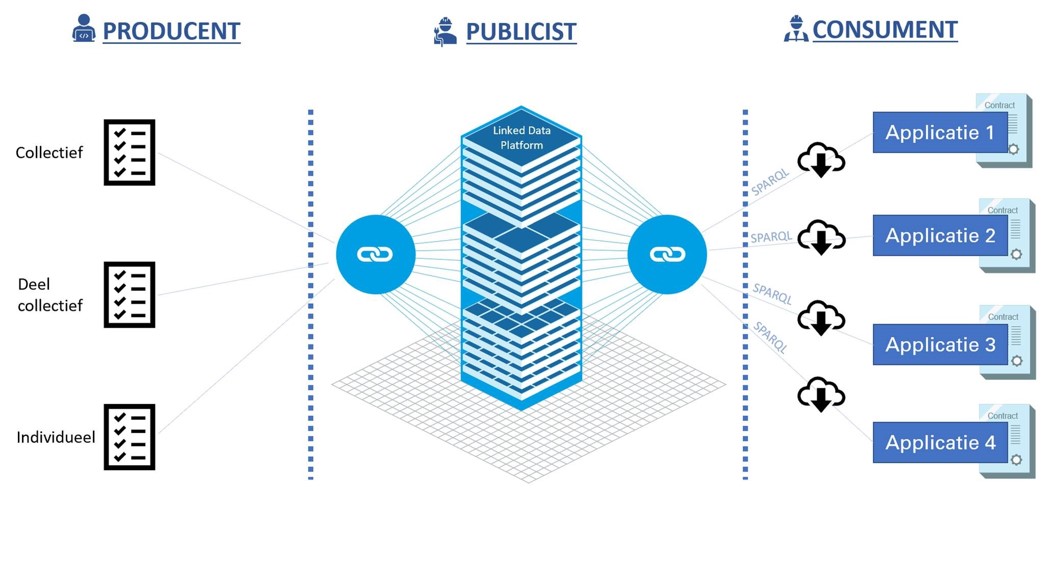 PRODUCENT
PUBLICIST
CONSUMENT
Collectief
Deel
collectief
Individueel
Linked Data
Platform
SPARQL
SPARQL
SPARQL
SPARQL
Contract
Applicatie 1
Contract
Applicatie 2
Contract
Applicatie 3
Contract
Applicatie 4